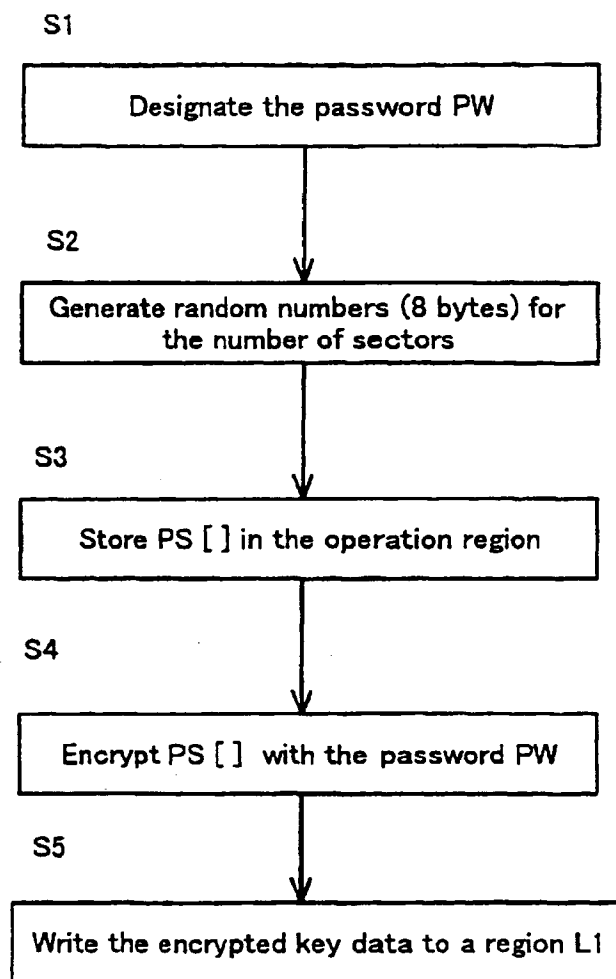 S1
Designate the password PW
S2
Generate random numbers (8 bytes) for
the number of sectors
S3
Store PS [ ] in the operation region
S4
Encrypt PS [ ] with the password PW
S5
Write the encrypted key data to a region L1